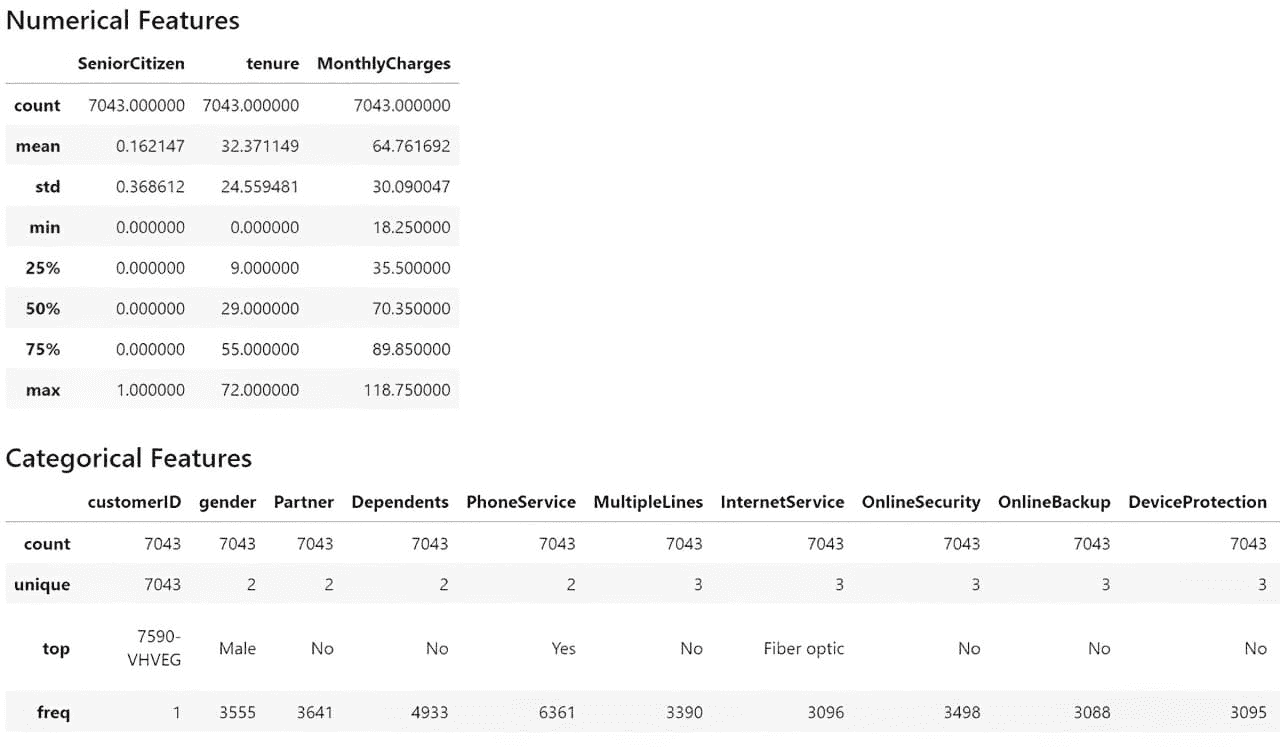 Numerical Features
SeniorCitizen tenure MonthlyCharges
count 7043.000000 7043.000000 7043.000000
mean 0.162147 32.371149 64.761692
std 0.368612 24.559481 30.090047
min 0.000000 0.000000 18.250000
25% 0.000000 9.000000 35.500000
50% 0.000000 29.000000 70.350000
75% 0.000000 55.000000 89.850000
max 1.000000 72.000000 118.750000
Categorical Features
customerID gender Partner Dependents PhoneService MultipleLines InternetService OnlineSecurity OnlineBackup DeviceProtection
count 7043 7043 7043 7043 7043 7043 7043 7043 7043 7043
unique 7043 2 2 2 2 3 3 3 3 3
7590-
top VHVEG Male No No Yes No Fiber optic No No No
freq 1 3555 3641 4933 6361 3390 3096 3498 3088 3095